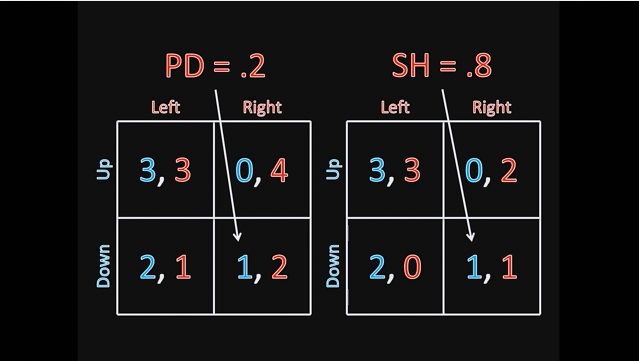 PD = .2 SH = .8
Left Right Left Right
Up 3, 3 0, 4 Up 3, 3 0, 2
Down 2, 1 1, 2 Down 2, 0 1, 1